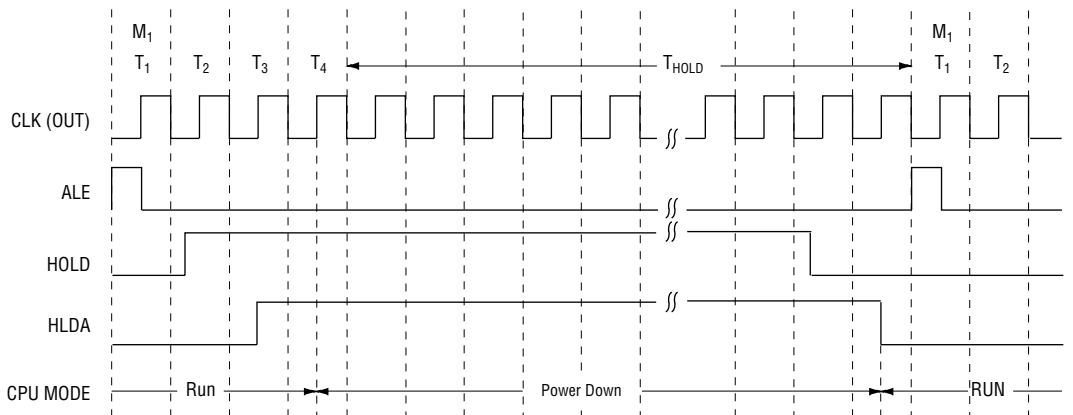 M₁ M₁
T₁ T₂ T₃ T₄ T_HOLD T₁ T₂
CLK (OUT)
ALE
HOLD
HLDA
CPU MODE Run Power Down RUN